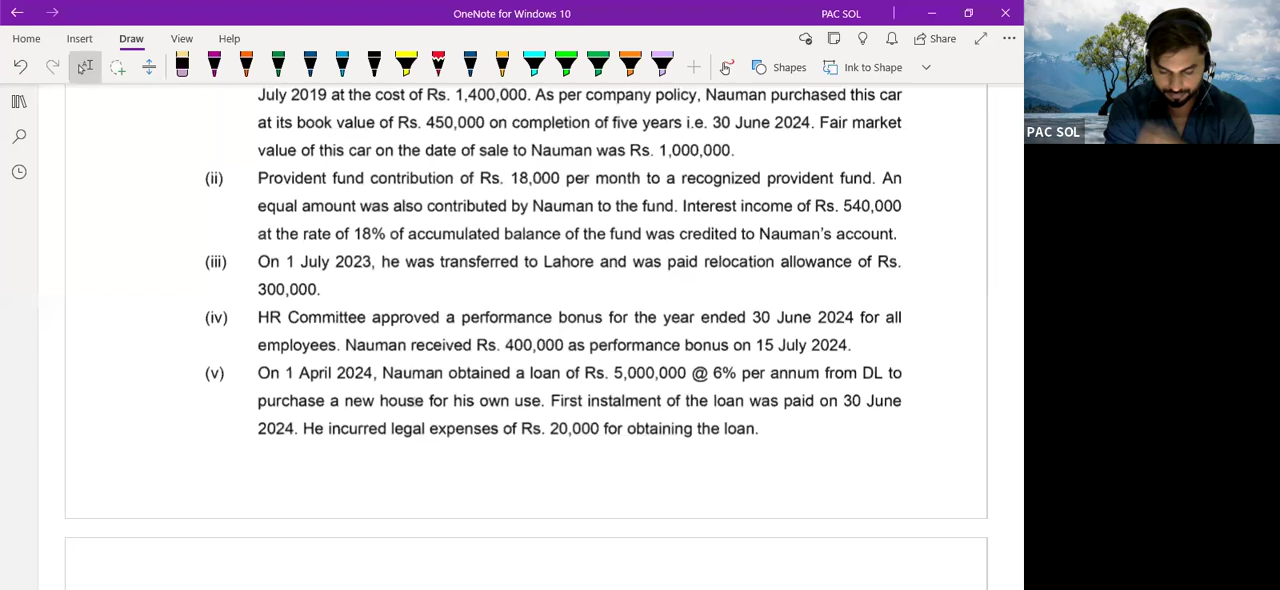 OneNote for Windows 10
PAC SOL
Home
Insert
Draw
View
Help
Share
Shapes
Ink to Shape
PAC SOL
July 2019 at the cost of Rs. 1,400,000. As per company policy, Nauman purchased this car
at its book value of Rs. 450,000 on completion of five years i.e. 30 June 2024. Fair market
value of this car on the date of sale to Nauman was Rs. 1,000,000.
(ii) Provident fund contribution of Rs. 18,000 per month to a recognized provident fund. An
equal amount was also contributed by Nauman to the fund. Interest income of Rs. 540,000
at the rate of 18% of accumulated balance of the fund was credited to Nauman's account.
(iii) On 1 July 2023, he was transferred to Lahore and was paid relocation allowance of Rs.
300,000.
(iv) HR Committee approved a performance bonus for the year ended 30 June 2024 for all
employees. Nauman received Rs. 400,000 as performance bonus on 15 July 2024.
(v) On 1 April 2024, Nauman obtained a loan of Rs. 5,000,000 @ 6% per annum from DL to
purchase a new house for his own use. First instalment of the loan was paid on 30 June
2024. He incurred legal expenses of Rs. 20,000 for obtaining the loan.